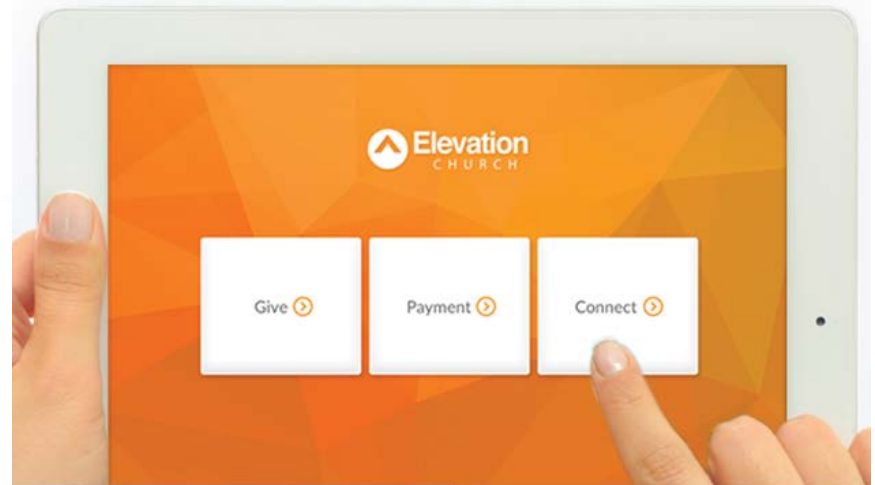 Elevation
CHURCH
Give
Payment
Connect